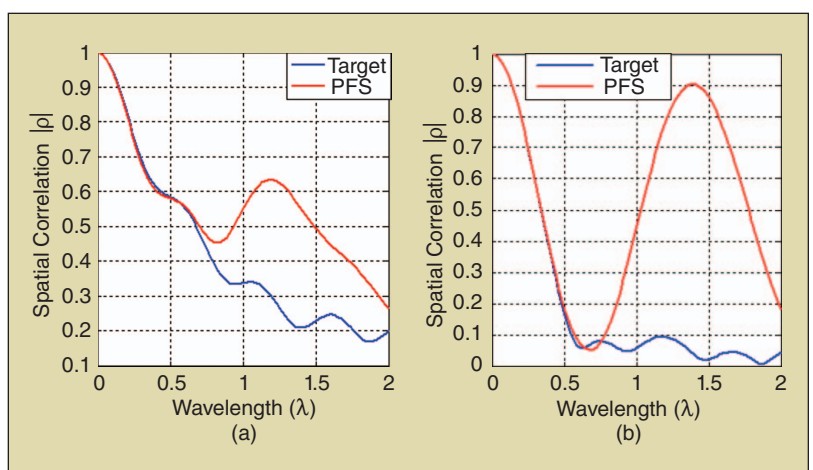 1
0.9
0.8
0.7
0.6
0.5
0.4
0.3
0.2
0.1
Spatial Correlation |ρ|
Target
PFS
0 0.5 1 1.5 2
Wavelength (λ)
(a)
1
0.9
0.8
0.7
0.6
0.5
0.4
0.3
0.2
0.1
0
Spatial Correlation |ρ|
Target
PFS
0 0.5 1 1.5 2
Wavelength (λ)
(b)